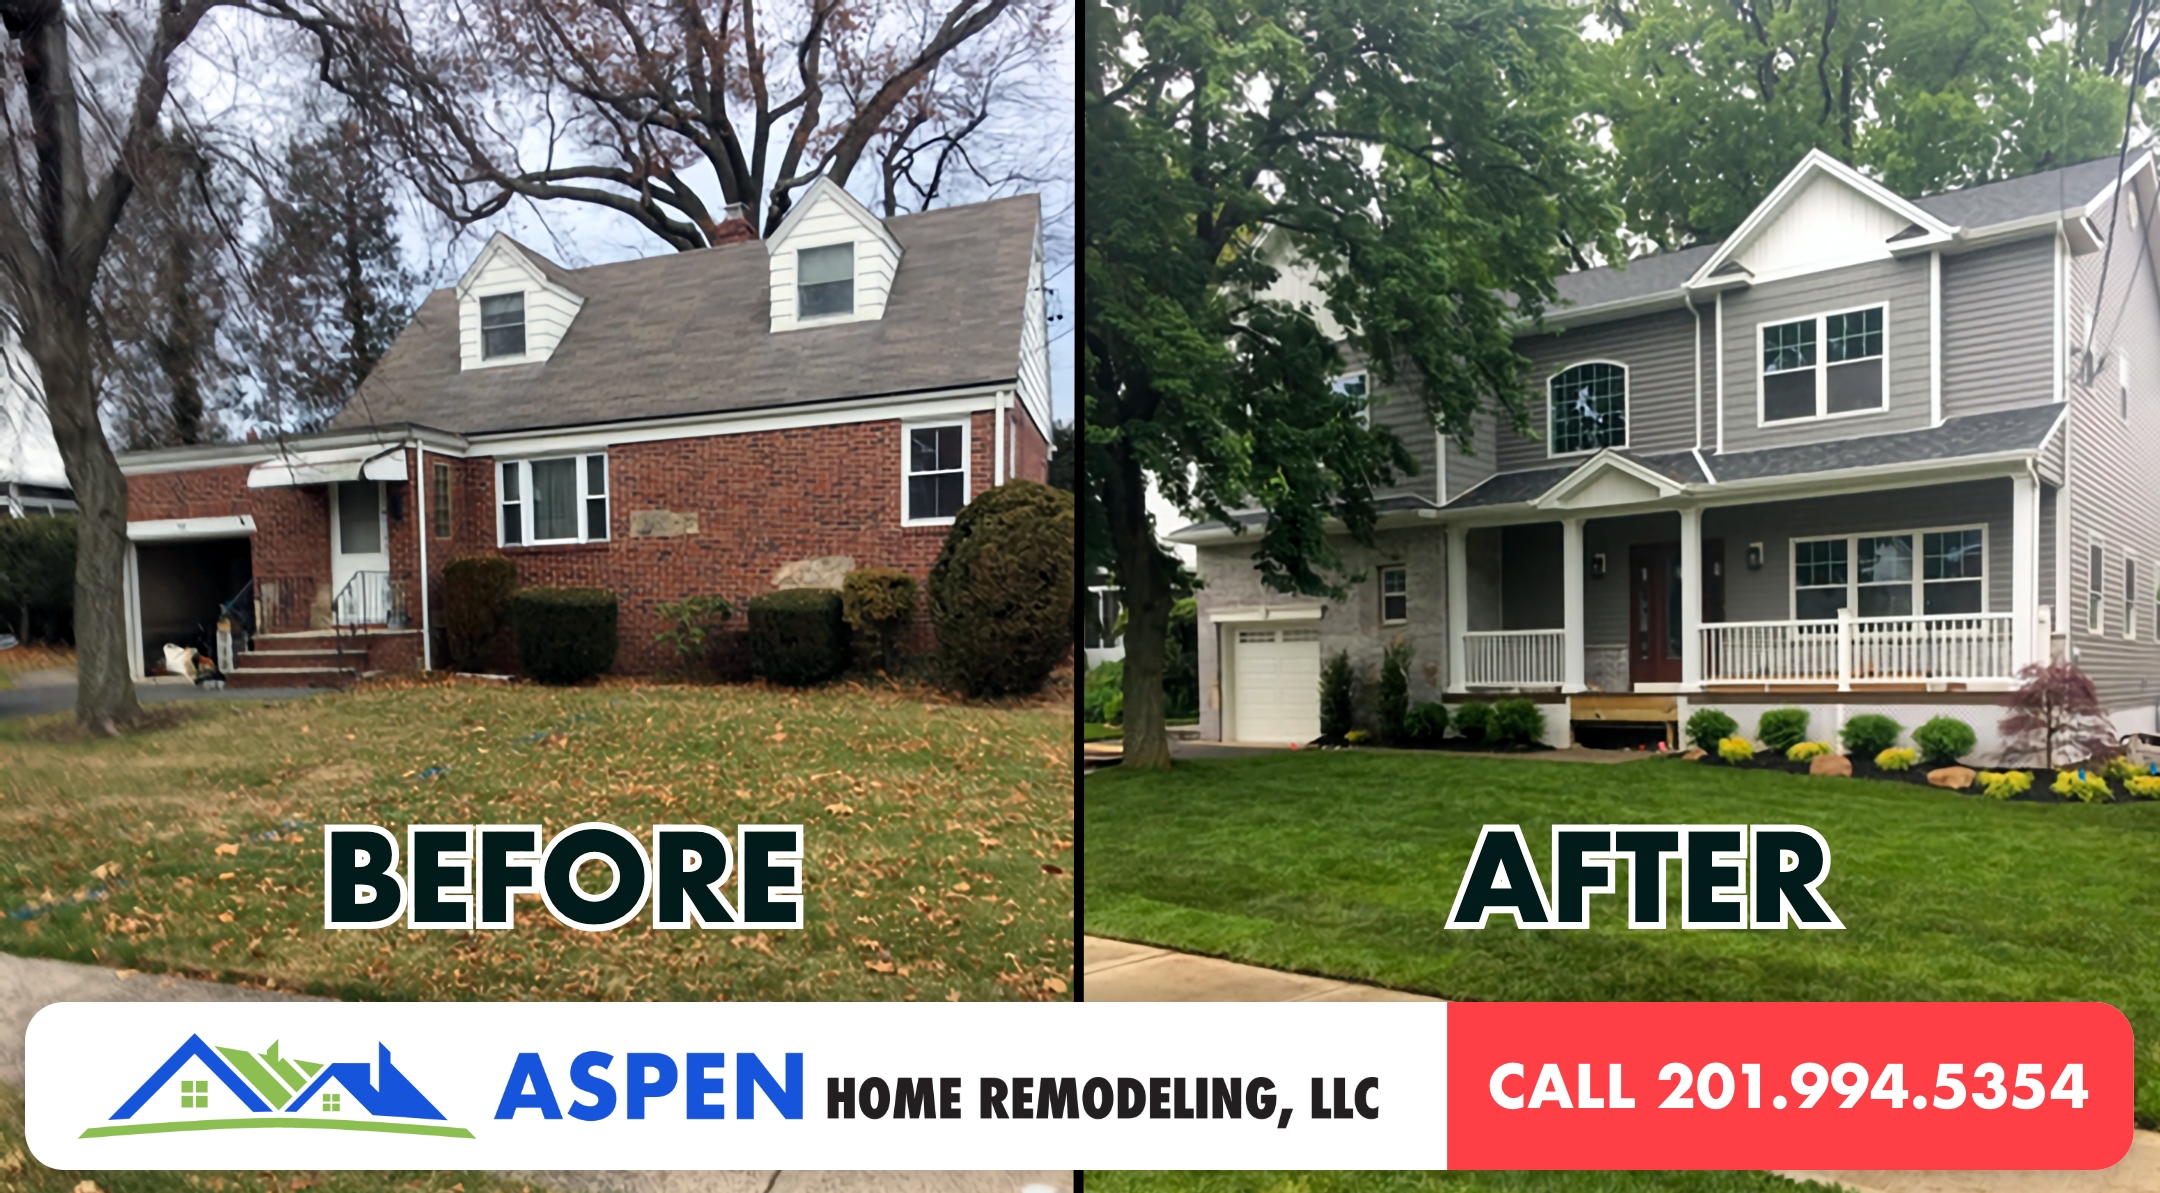 BEFORE
AFTER
ASPEN HOME REMODELING, LLC
CALL 201.994.5354